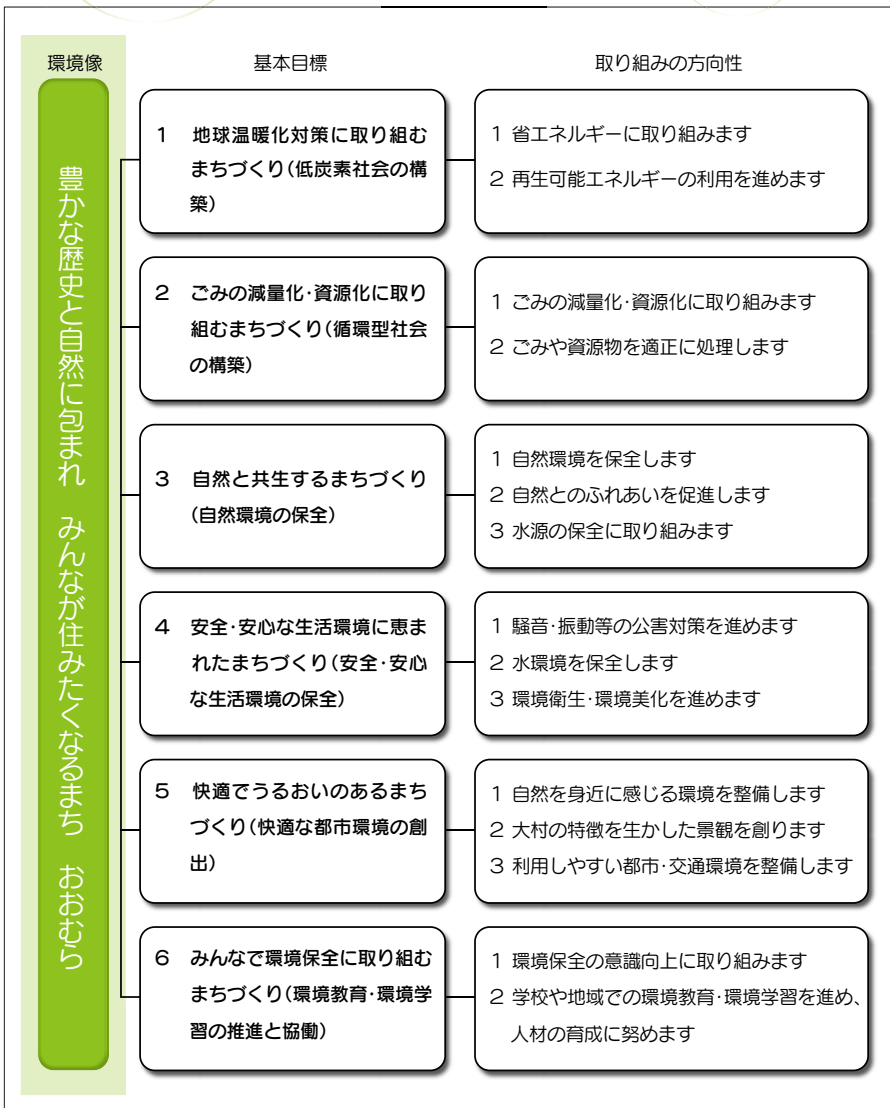 環境像
基本目標
取り組みの方向性
豊かな歴史と自然に包まれ　みんなが住みたくなるまち　おおむら
1 地球温暖化対策に取り組む
まちづくり(低炭素社会の構
築)
1 省エネルギーに取り組みます
2 再生可能エネルギーの利用を進めます
2 ごみの減量化･資源化に取り
組むまちづくり(循環型社会
の構築)
1 ごみの減量化･資源化に取り組みます
2 ごみや資源物を適正に処理します
3 自然と共生するまちづくり
(自然環境の保全)
1 自然環境を保全します
2 自然とのふれあいを促進します
3 水源の保全に取り組みます
4 安全･安心な生活環境に恵ま
れたまちづくり(安全･安心
な生活環境の保全)
1 騒音･振動等の公害対策を進めます
2 水環境を保全します
3 環境衛生･環境美化を進めます
5 快適でうるおいのあるまち
づくり(快適な都市環境の創
出)
1 自然を身近に感じる環境を整備します
2 大村の特徴を生かした景観を創ります
3 利用しやすい都市･交通環境を整備します
6 みんなで環境保全に取り組む
まちづくり(環境教育･環境学
習の推進と協働)
1 環境保全の意識向上に取り組みます
2 学校や地域での環境教育･環境学習を進め、
人材の育成に努めます